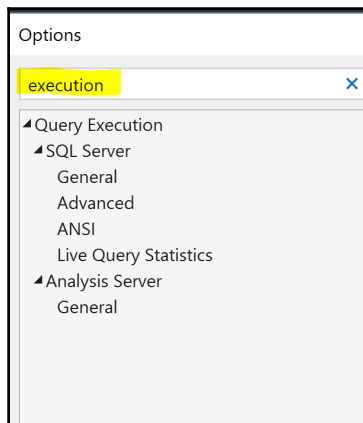 Options
execution
Query Execution
SQL Server
General
Advanced
ANSI
Live Query Statistics
Analysis Server
General